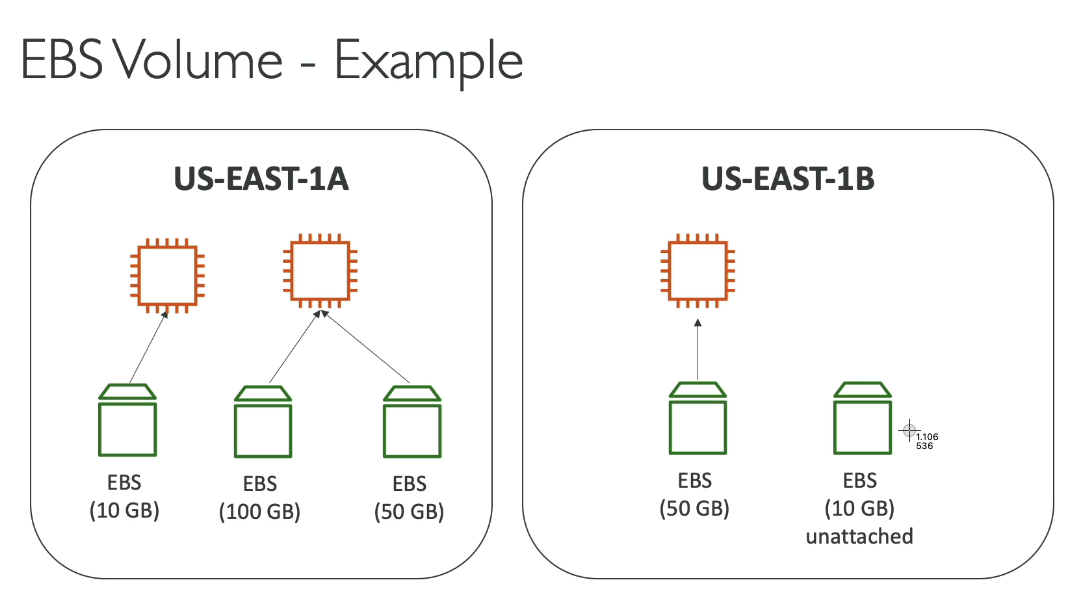 EBS Volume - Example
US-EAST-1A
US-EAST-1B
EBS
(10 GB)
EBS
(100 GB)
EBS
(50 GB)
EBS
(50 GB)
EBS
(10 GB)
unattached
1.106
536